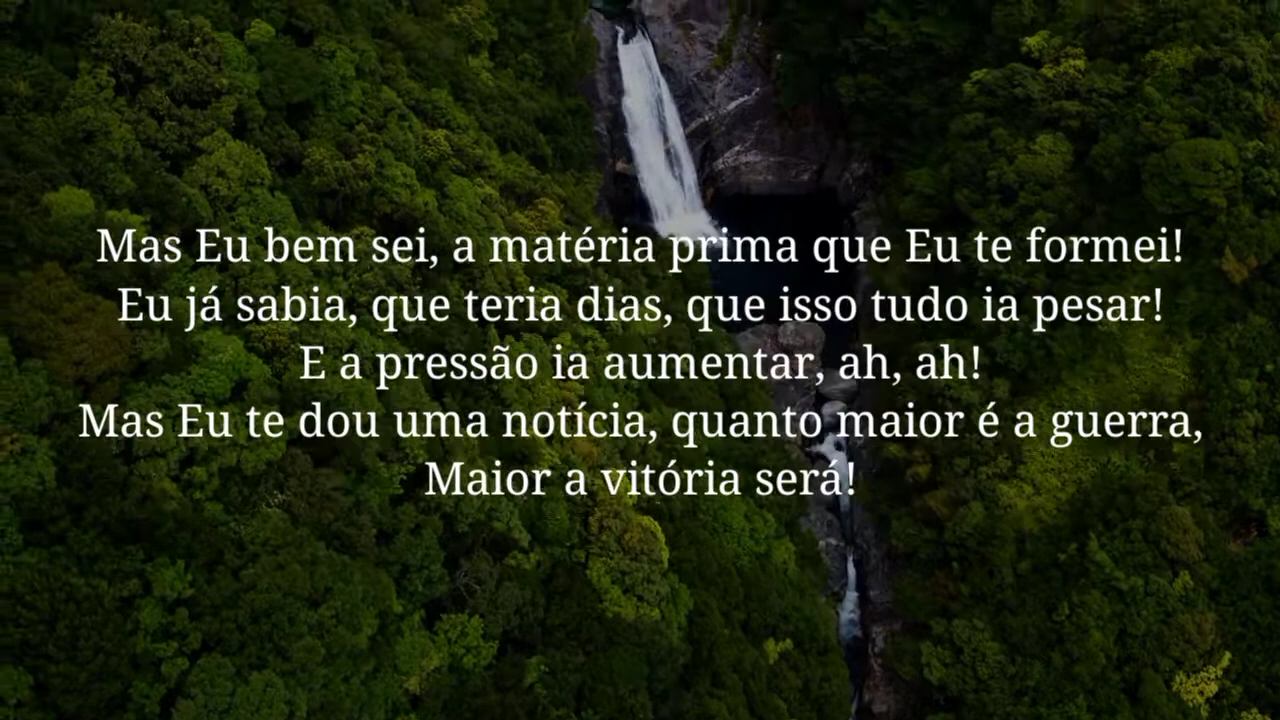 Mas Eu bem sei, a matéria prima que Eu te formei!
Eu já sabia, que teria dias, que isso tudo ia pesar!
E a pressão ia aumentar, ah, ah!
Mas Eu te dou uma notícia, quanto maior é a guerra,
Maior a vitória será!